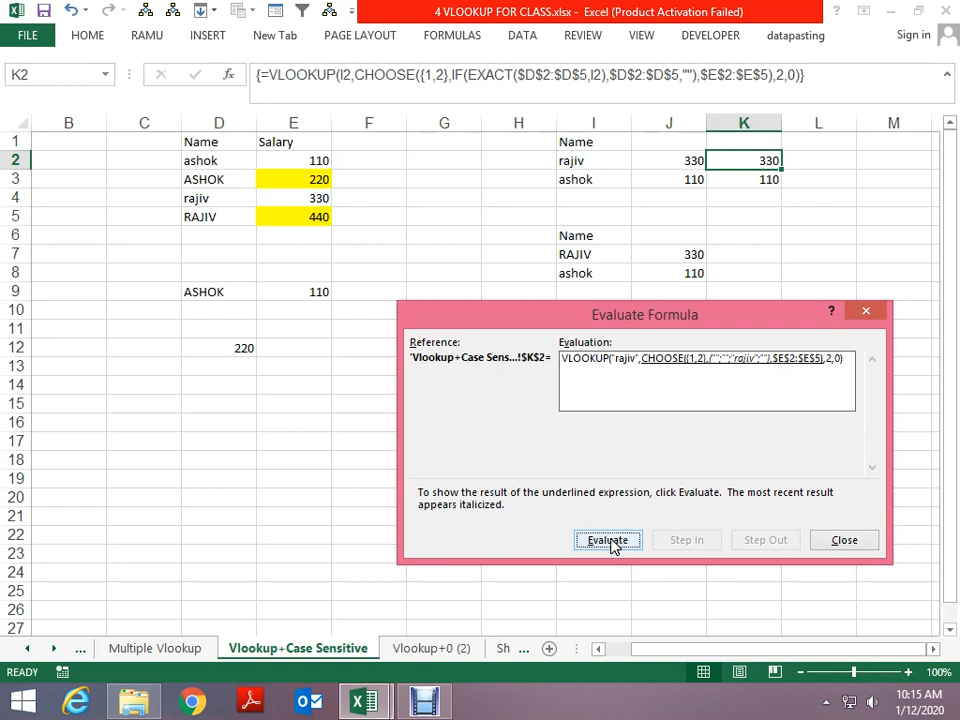 4 VLOOKUP FOR CLASS.xlsx - Excel (Product Activation Failed)
FILE HOME RAMU INSERT New Tab PAGE LAYOUT FORMULAS DATA REVIEW VIEW DEVELOPER datapasting Sign in
K2 fx {=VLOOKUP(I2,CHOOSE({1,2},IF(EXACT($D$2:$D$5,I2),$D$2:$D$5,""),$E$2:$E$5),2,0)}
B C D E F G H I J K L M
1 Name Salary Name
2 ashok 110 rajiv 330 330
3 ASHOK 220 ashok 110 110
4 rajiv 330
5 RAJIV 440
6 Name
7 RAJIV 330
8 ashok 110
9 ASHOK 110
10
11
12 220
13
14
15
16
17
18
19
20
21
22
23
24
25
26
27
Evaluate Formula ?
Reference: Evaluation:
'Vlookup+Case Sens...!$K$2= VLOOKUP("rajiv",CHOOSE({1,2},{"";"";"rajiv";""},$E$2:$E$5),2,0)
To show the result of the underlined expression, click Evaluate. The most recent result
appears italicized.
Evaluate Step In Step Out Close
... Multiple Vlookup Vlookup+Case Sensitive Vlookup+0 (2) Sh ...
READY 100%
10:15 AM
1/12/2020